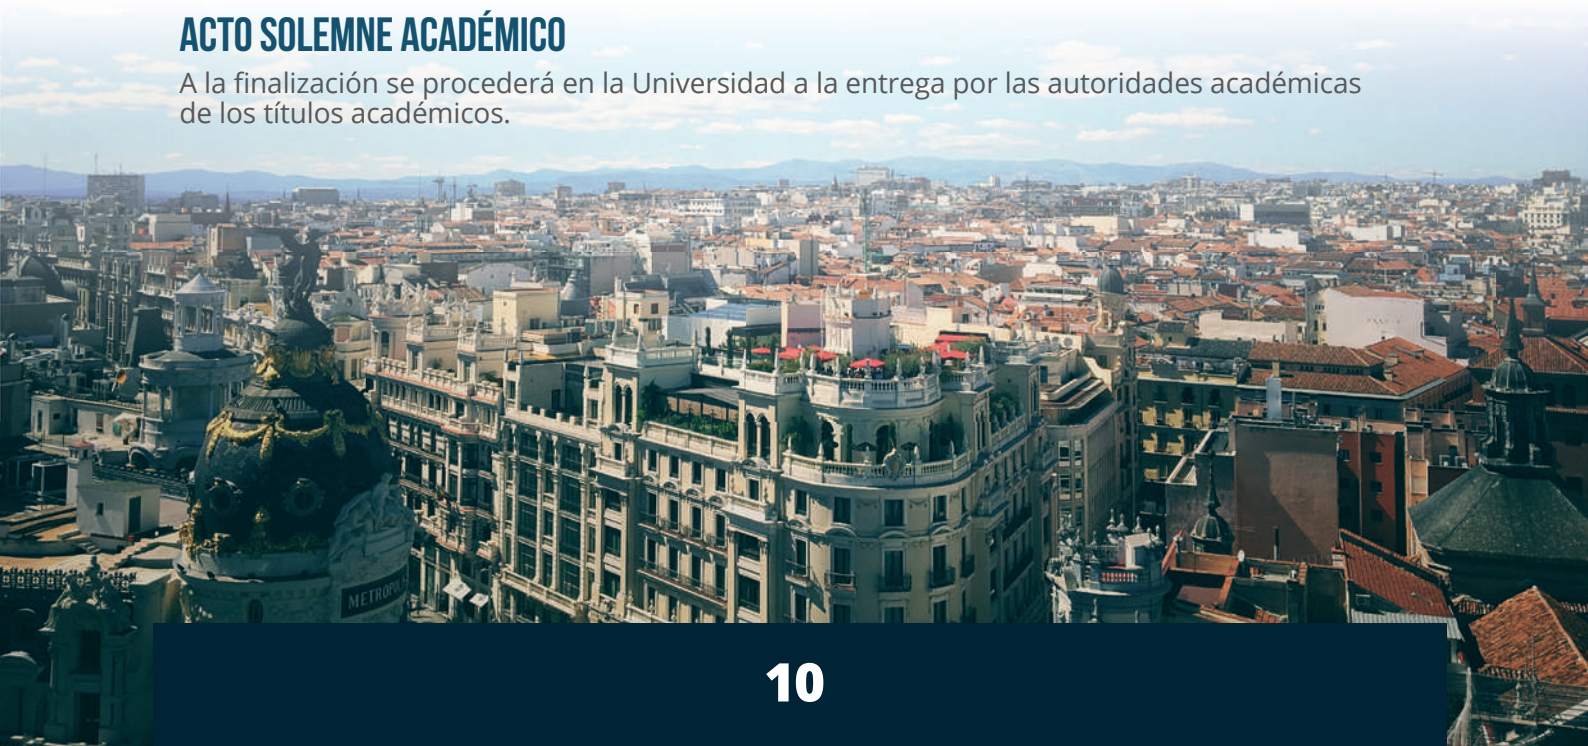 ACTO SOLEMNE ACADÉMICO
A la finalización se procederá en la Universidad a la entrega por las autoridades académicas
de los títulos académicos.
METROPOLIS
10